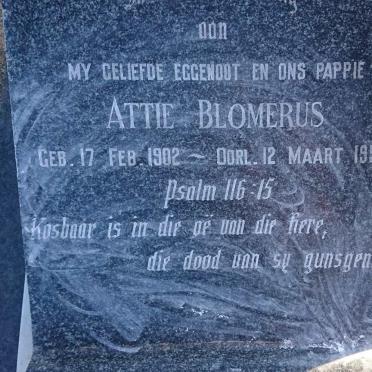 aan
MY GELIEFDE EGGENOOT EN ONS PAPPIE
ATTIE BLOMERUS
GEB. 17 FEB. 1902 ~ OORL. 12 MAART
Psalm 116-15
Kosbaar is in die oë van die Here,
die dood van sy gunsgen